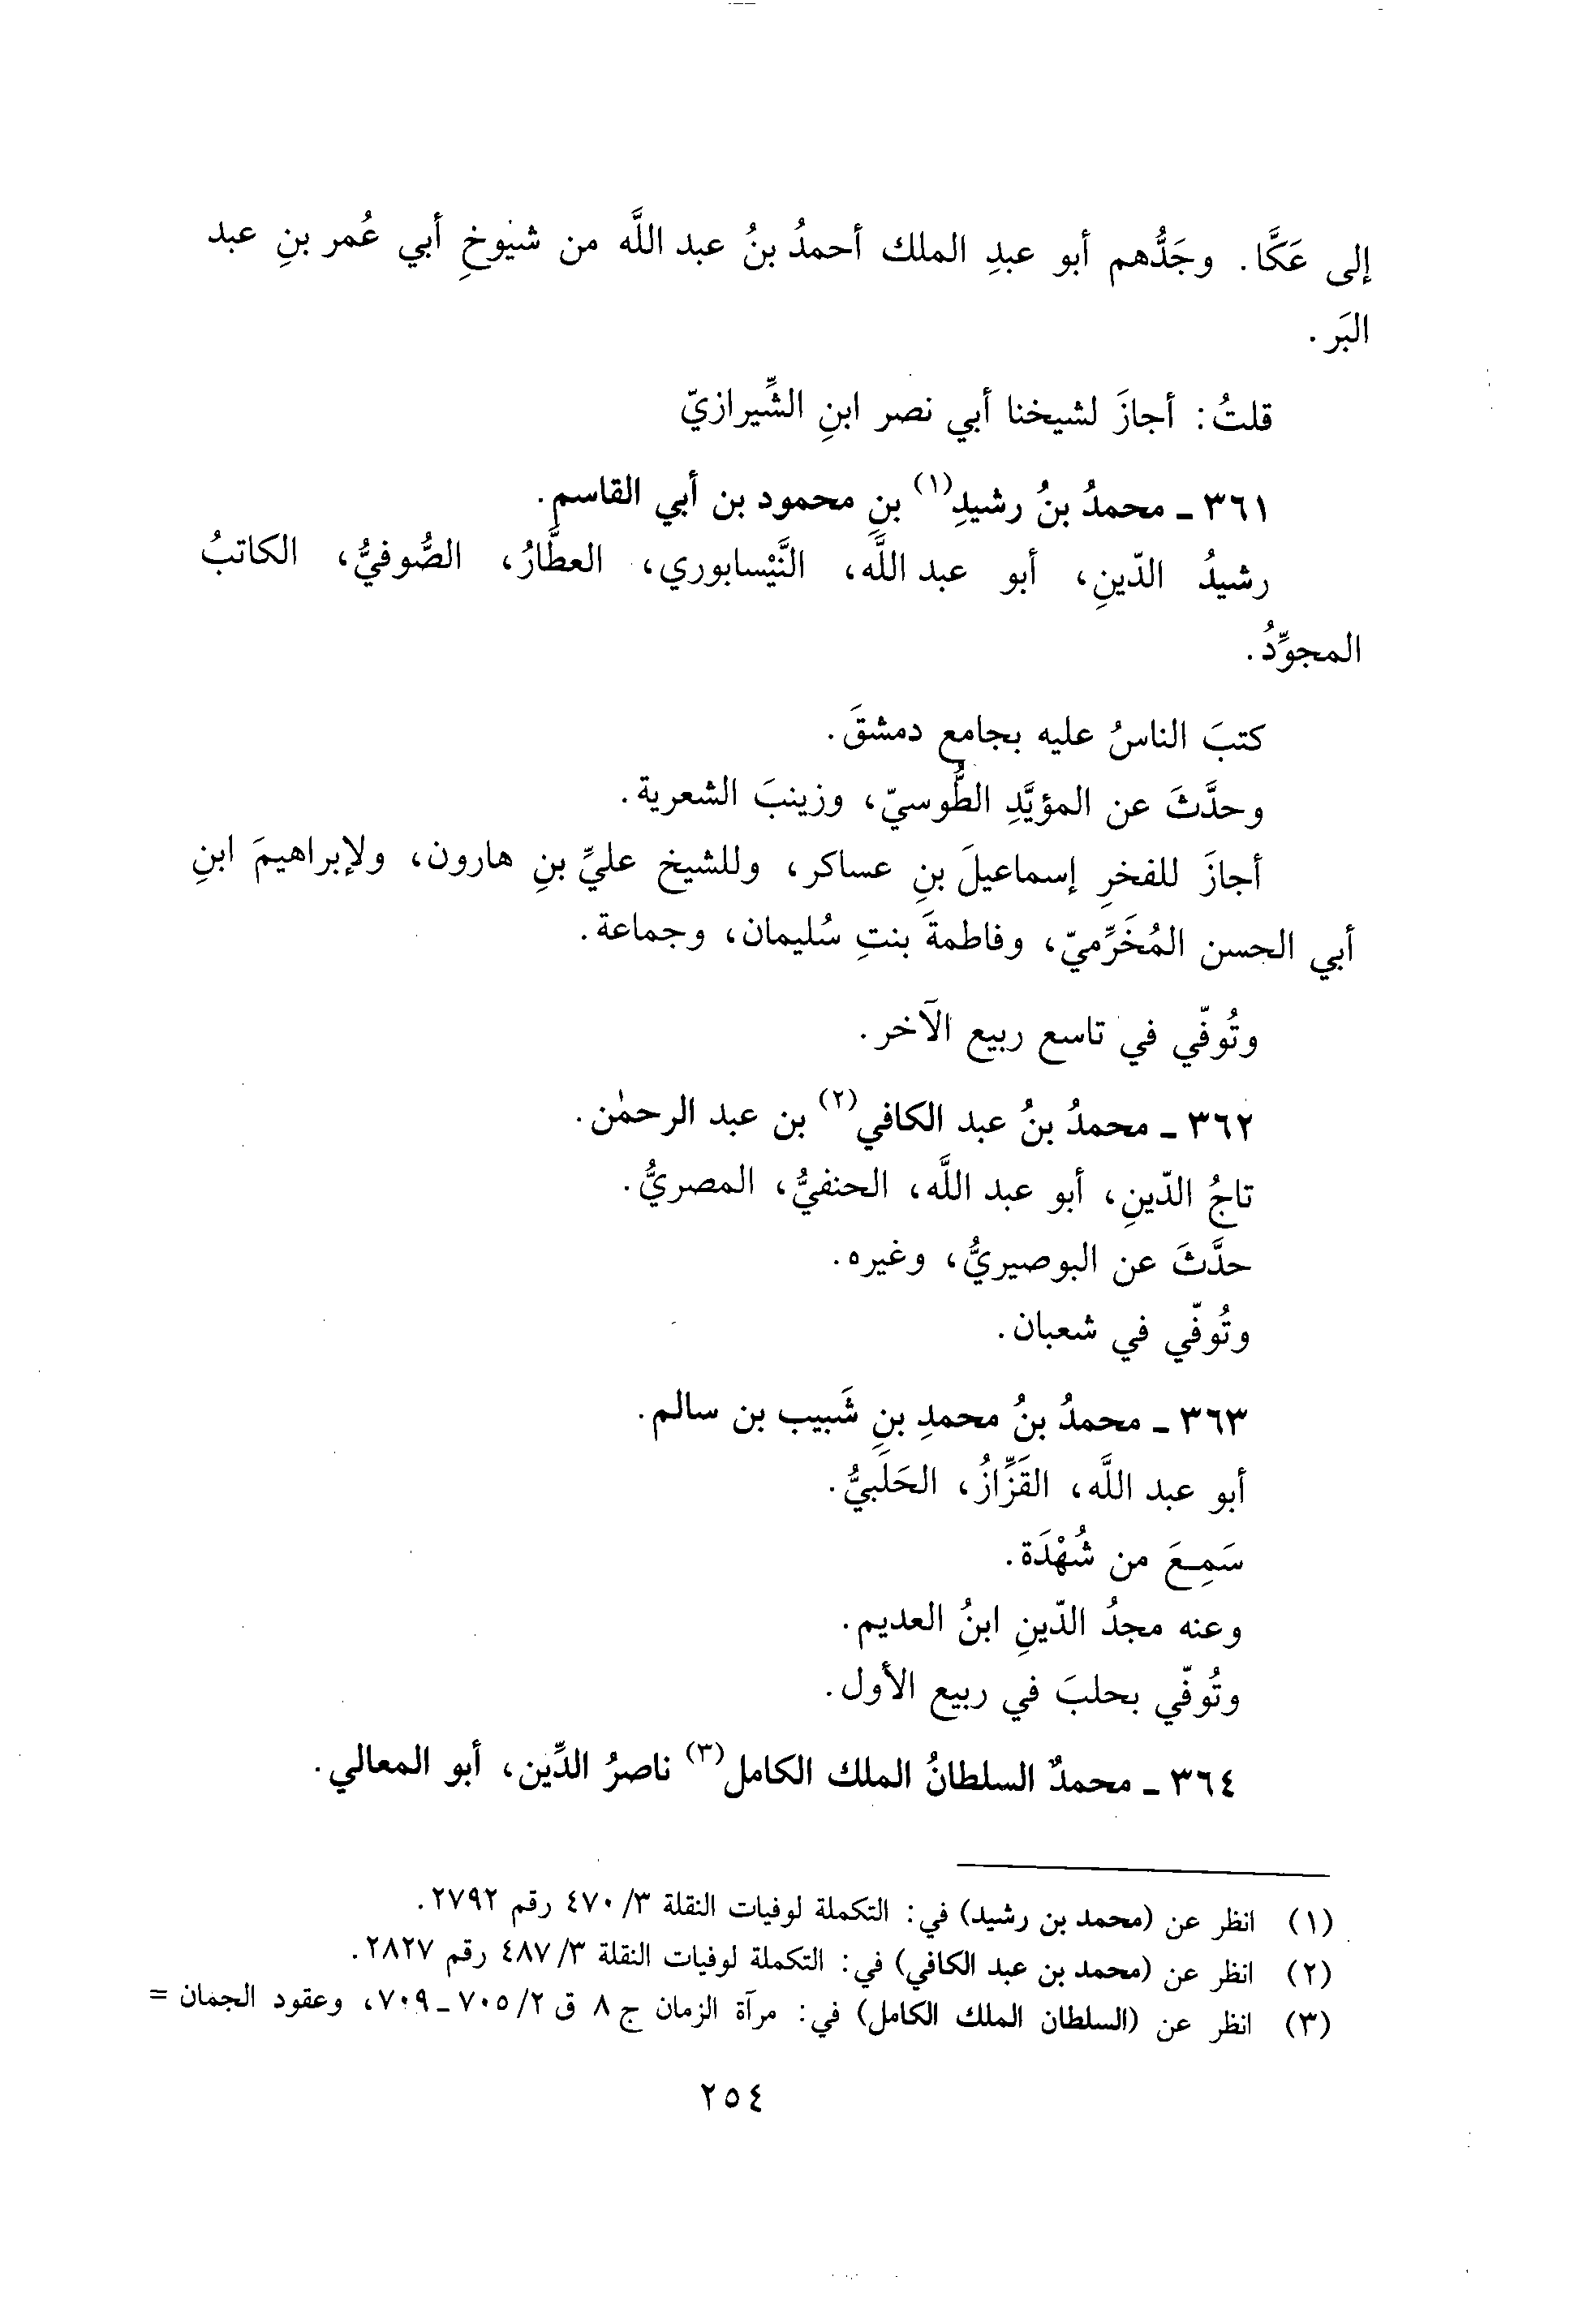 إلى عَكَّا. وجَدُّهم أبو عبدِ الملك أحمدُ بنُ عبد اللَّه من شيوخِ أبي عُمر بنِ عبد
البَر.
قلتُ: أجازَ لشيخنا أبي نصر ابنِ الشِّيرازيّ
٣٦١ ـ محمدُ بنُ رشيدِ(١) بنِ محمود بن أبي القاسم.
رشيدُ الدّينِ، أبو عبد اللَّه، النَّيْسابوري، العطَّارُ، الصُّوفيُّ، الكاتبُ
المجوِّدُ.
كتبَ الناسُ عليه بجامع دمشقَ.
وحدَّثَ عن المؤيَّدِ الطُّوسيّ، وزينبَ الشعرية.
أجازَ للفخرِ إسماعيلَ بنِ عساكر، وللشيخ عليِّ بنِ هارون، ولإبراهيمَ ابنِ
أبي الحسن المُخَرِّميّ، وفاطمةَ بنتِ سُليمان، وجماعة.
وتُوفّي في تاسع ربيع الآخر.
٣٦٢ ـ محمدُ بنُ عبد الكافي(٢) بن عبد الرحمٰن.
تاجُ الدّينِ، أبو عبد اللَّه، الحنفيُّ، المصريُّ.
حدَّثَ عن البوصيريُّ، وغيره.
وتُوفّي في شعبان.
٣٦٣ ـ محمدُ بنُ محمدِ بنِ شَبيب بن سالم.
أبو عبد اللَّه، القَزَّازُ، الحَلَبيُّ.
سَمِعَ من شُهْدَة.
وعنه مجدُ الدّينِ ابنُ العديم.
وتُوفّي بحلبَ في ربيع الأول.
٣٦٤ ـ محمدٌ السلطانُ الملك الكامل(٣) ناصرُ الدِّين، أبو المعالي.
(١) انظر عن (محمد بن رشيد) في: التكملة لوفيات النقلة ٣/ ٤٧٠ رقم ٢٧٩٢.
(٢) انظر عن (محمد بن عبد الكافي) في: التكملة لوفيات النقلة ٣/ ٤٨٧ رقم ٢٨٢٧.
(٣) انظر عن (السلطان الملك الكامل) في: مرآة الزمان ج ٨ ق ٢/ ٧٠٥ ـ ٧٠٩، وعقود الجمان =
٢٥٤